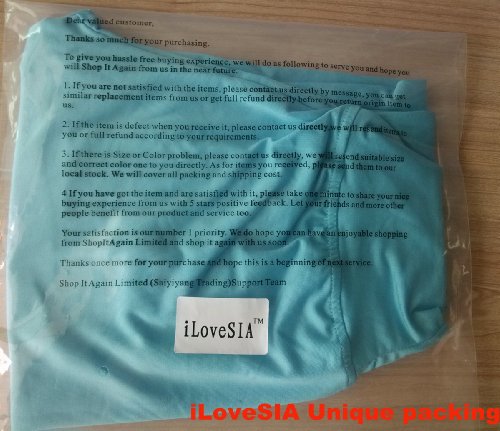 Dear valued customer,
Thanks so much for your purchasing.
To give you hassle free buying experience, we will do as following to serve you and hope you
will Shop It Again from us in the near future.
1. If you are not satisfied with the items, please contact us directly by message, you can get
similar replacement items from us or get full refund directly before you return origin item to
us.
2. If the item is defect when you receive it, please contact us directly,we will resend items to
you or full refund according to your requirements.
3. If there is Size or Color problem, please contact us directly, we will resend suitable size
and correct color one to you directly. As for items you received, please send them to our
local stock. We will cover all packing and shipping cost.
4 If you have got the item and are satisfied with it, please take one minute to share your nice
buying experience from us with 5 stars positive feedback. Let your friends and more other
people benefit from our product and service too.
Your satisfaction is our number 1 priority. We do hope you can have an enjoyable shopping
from ShopItAgain Limited and shop it again with us soon.
Thanks once more for your purchase and hope this is a beginning of next service.
Shop It Again Limited (Saiyiyang Trading)Support Team
iLoveSIA™
iLoveSIA Unique packing